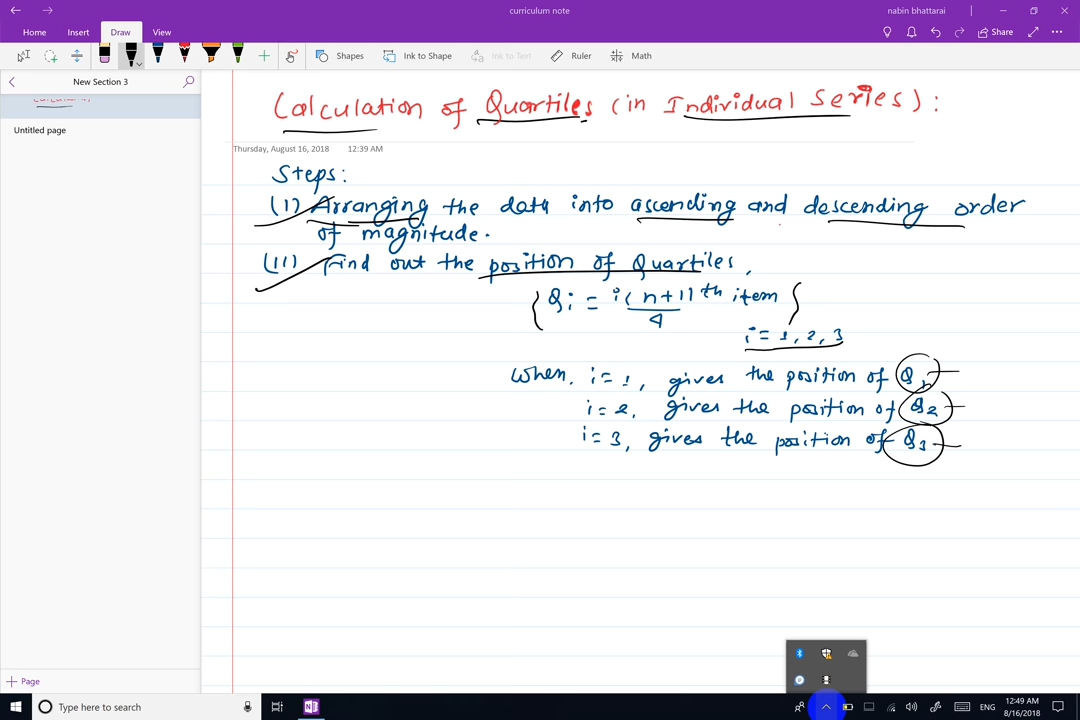 curriculum note
nabin bhattarai
Home
Insert
Draw
View
Share
Shapes
Ink to Shape
Ink to Text
Ruler
Math
New Section 3
Untitled page
Calculation of Quartiles (in Individual Series):
Thursday, August 16, 2018 12:39 AM
Steps:
(I) Arranging the data into ascending and descending order
of magnitude.
(II) Find out the position of Quartiles,
Qi = i(n+1)th item
4
i = 1, 2, 3
When, i = 1, gives the position of Q1
i = 2, gives the position of Q2
i = 3, gives the position of Q3
+ Page
Type here to search
ENG
12:49 AM
8/16/2018